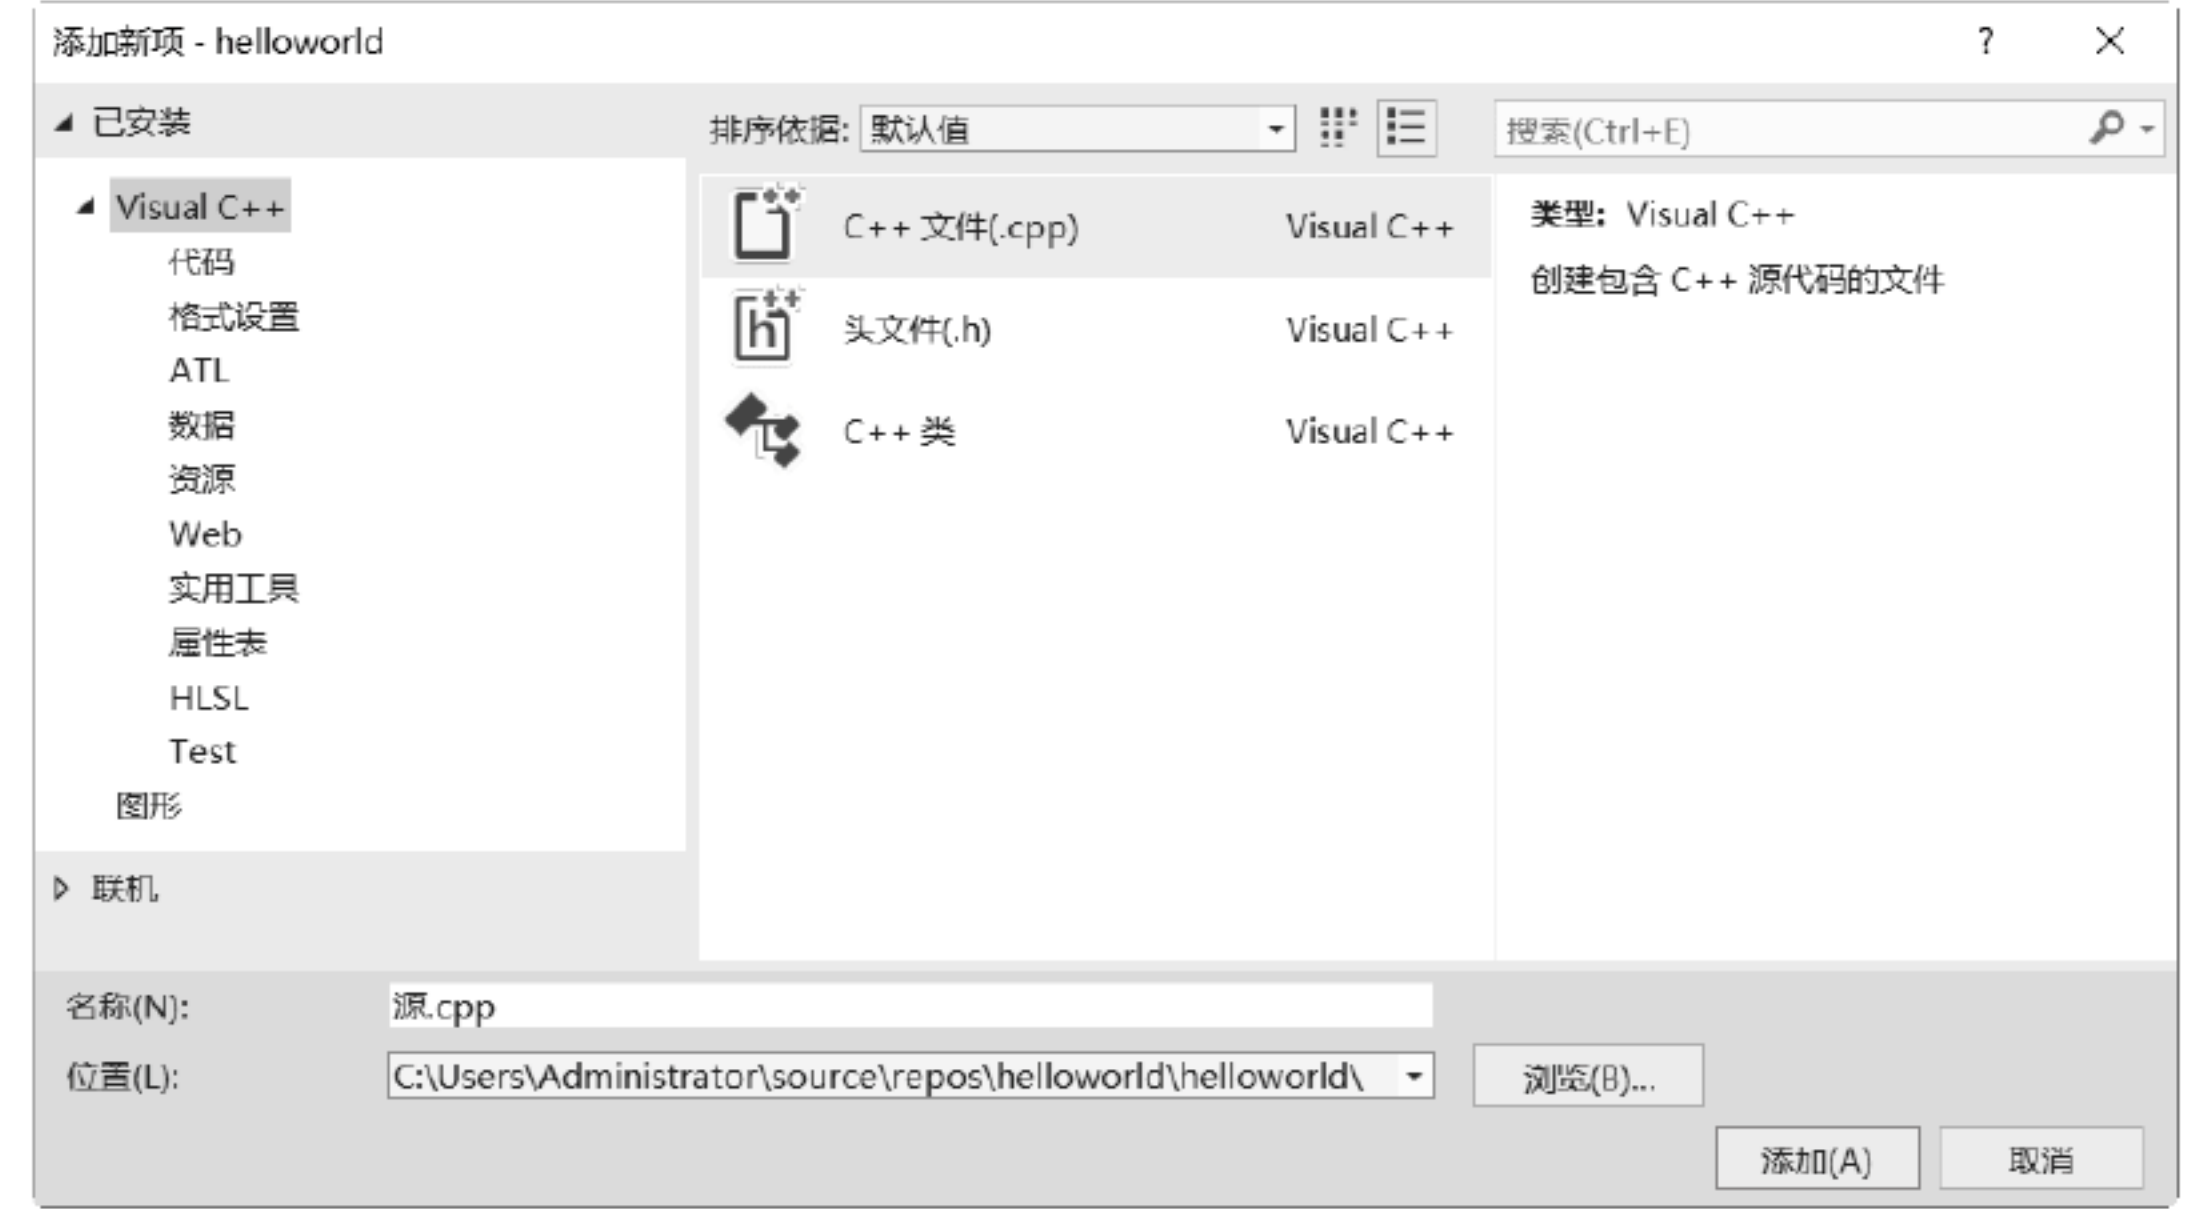 添加新项 - helloworld
?
已安装
排序依据: 默认值
搜索(Ctrl+E)
Visual C++
代码
格式设置
ATL
数据
资源
Web
实用工具
属性表
HLSL
Test
图形
联机
C++ 文件(.cpp) Visual C++
头文件(.h) Visual C++
C++ 类 Visual C++
类型: Visual C++
创建包含 C++ 源代码的文件
名称(N): 源.cpp
位置(L): C:\Users\Administrator\source\repos\helloworld\helloworld\
浏览(B)...
添加(A) 取消